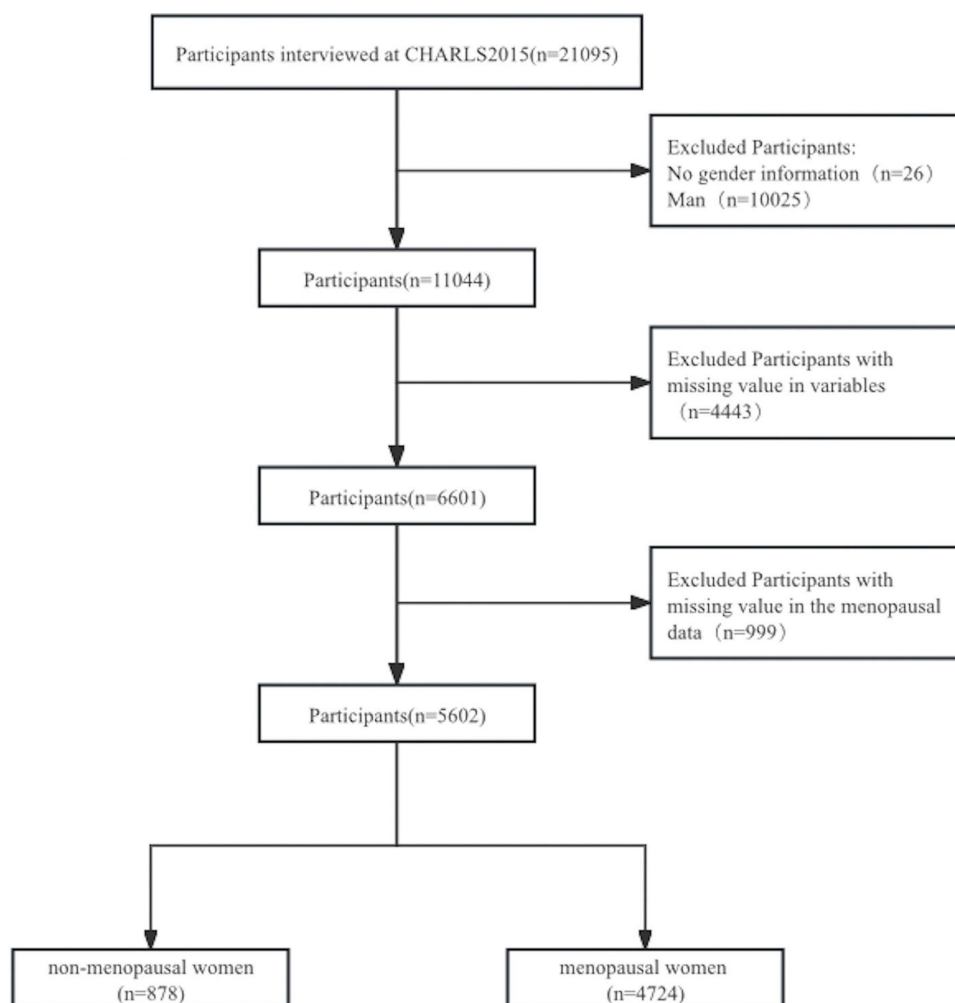 Participants interviewed at CHARLS2015(n=21095)
Excluded Participants:
No gender information（n=26）
Man（n=10025）
Participants(n=11044)
Excluded Participants with
missing value in variables
（n=4443）
Participants(n=6601)
Excluded Participants with
missing value in the menopausal
data（n=999）
Participants(n=5602)
non-menopausal women
(n=878)
menopausal women
(n=4724)